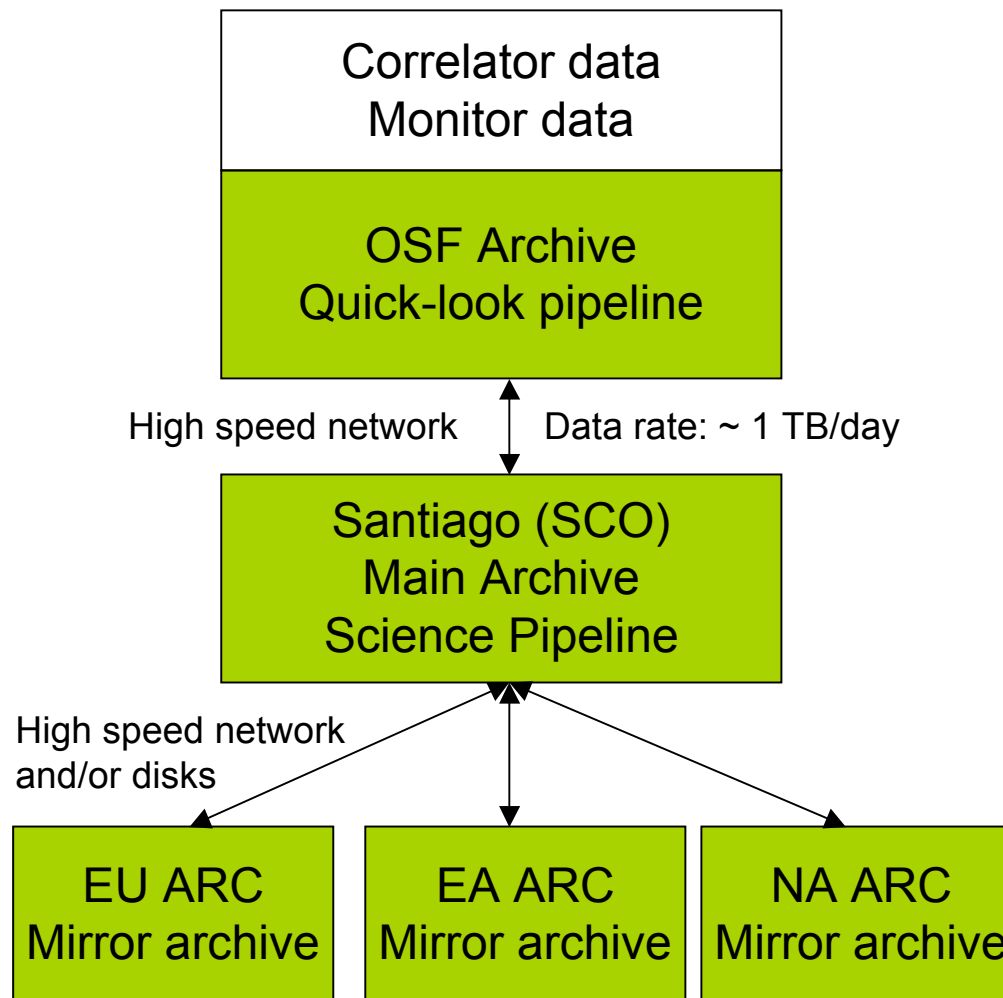 Correlator data
Monitor data
OSF Archive
Quick-look pipeline
High speed network
Data rate: ~ 1 TB/day
Santiago (SCO)
Main Archive
Science Pipeline
High speed network
and/or disks
EU ARC
Mirror archive
EA ARC
Mirror archive
NA ARC
Mirror archive